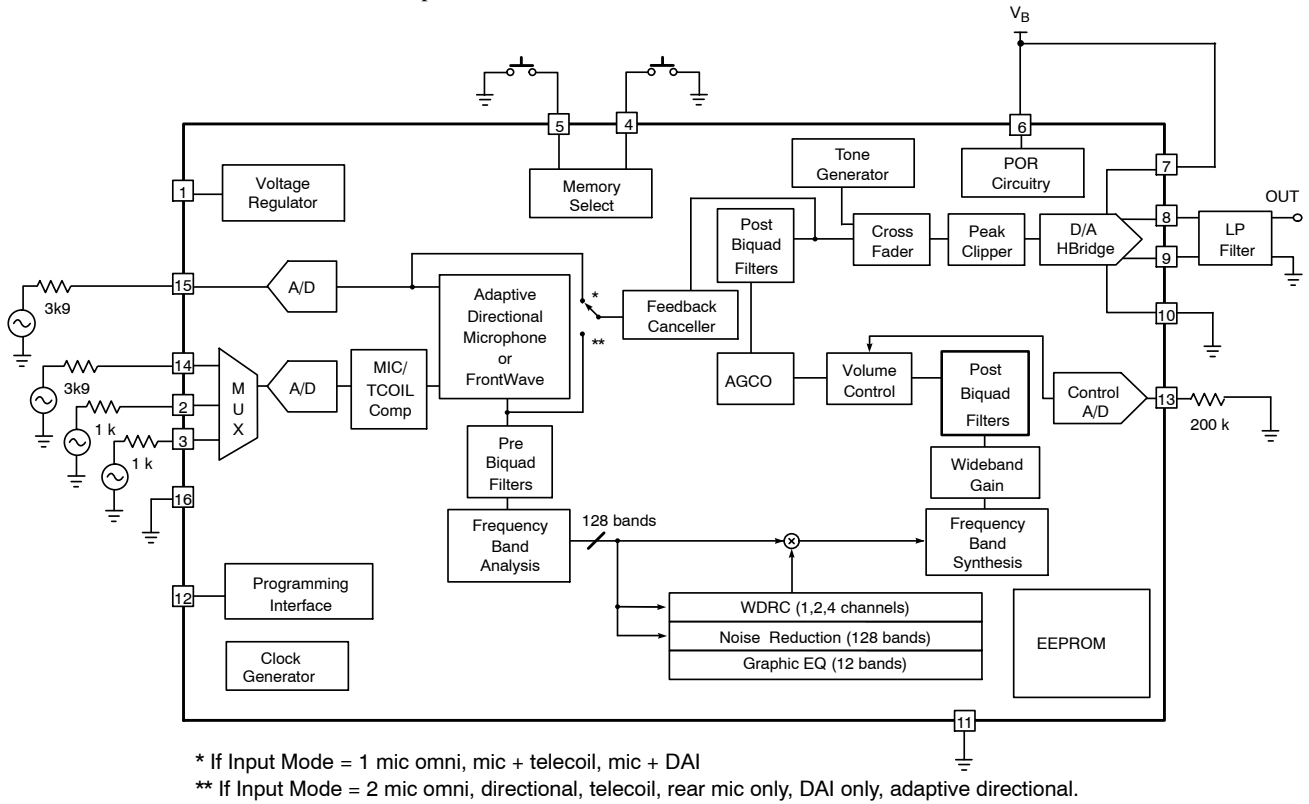 VB
5
4
6
7
1
Voltage
Regulator
Memory
Select
Tone
Generator
POR
Circuitry
OUT
8
9
Post
Biquad
Filters
Cross
Fader
Peak
Clipper
D/A
HBridge
LP
Filter
15
3k9
A/D
Adaptive
Directional
Microphone
or
FrontWave
*
**
Feedback
Canceller
10
14
3k9
2
1 k
3
1 k
M
U
X
A/D
MIC/
TCOIL
Comp
AGCO
Volume
Control
Post
Biquad
Filters
Control
A/D
13
200 k
Pre
Biquad
Filters
Wideband
Gain
16
Frequency
Band
Analysis
128 bands
Frequency
Band
Synthesis
12
Programming
Interface
WDRC (1,2,4 channels)
Noise Reduction (128 bands)
Graphic EQ (12 bands)
EEPROM
Clock
Generator
11
* If Input Mode = 1 mic omni, mic + telecoil, mic + DAI
** If Input Mode = 2 mic omni, directional, telecoil, rear mic only, DAI only, adaptive directional.